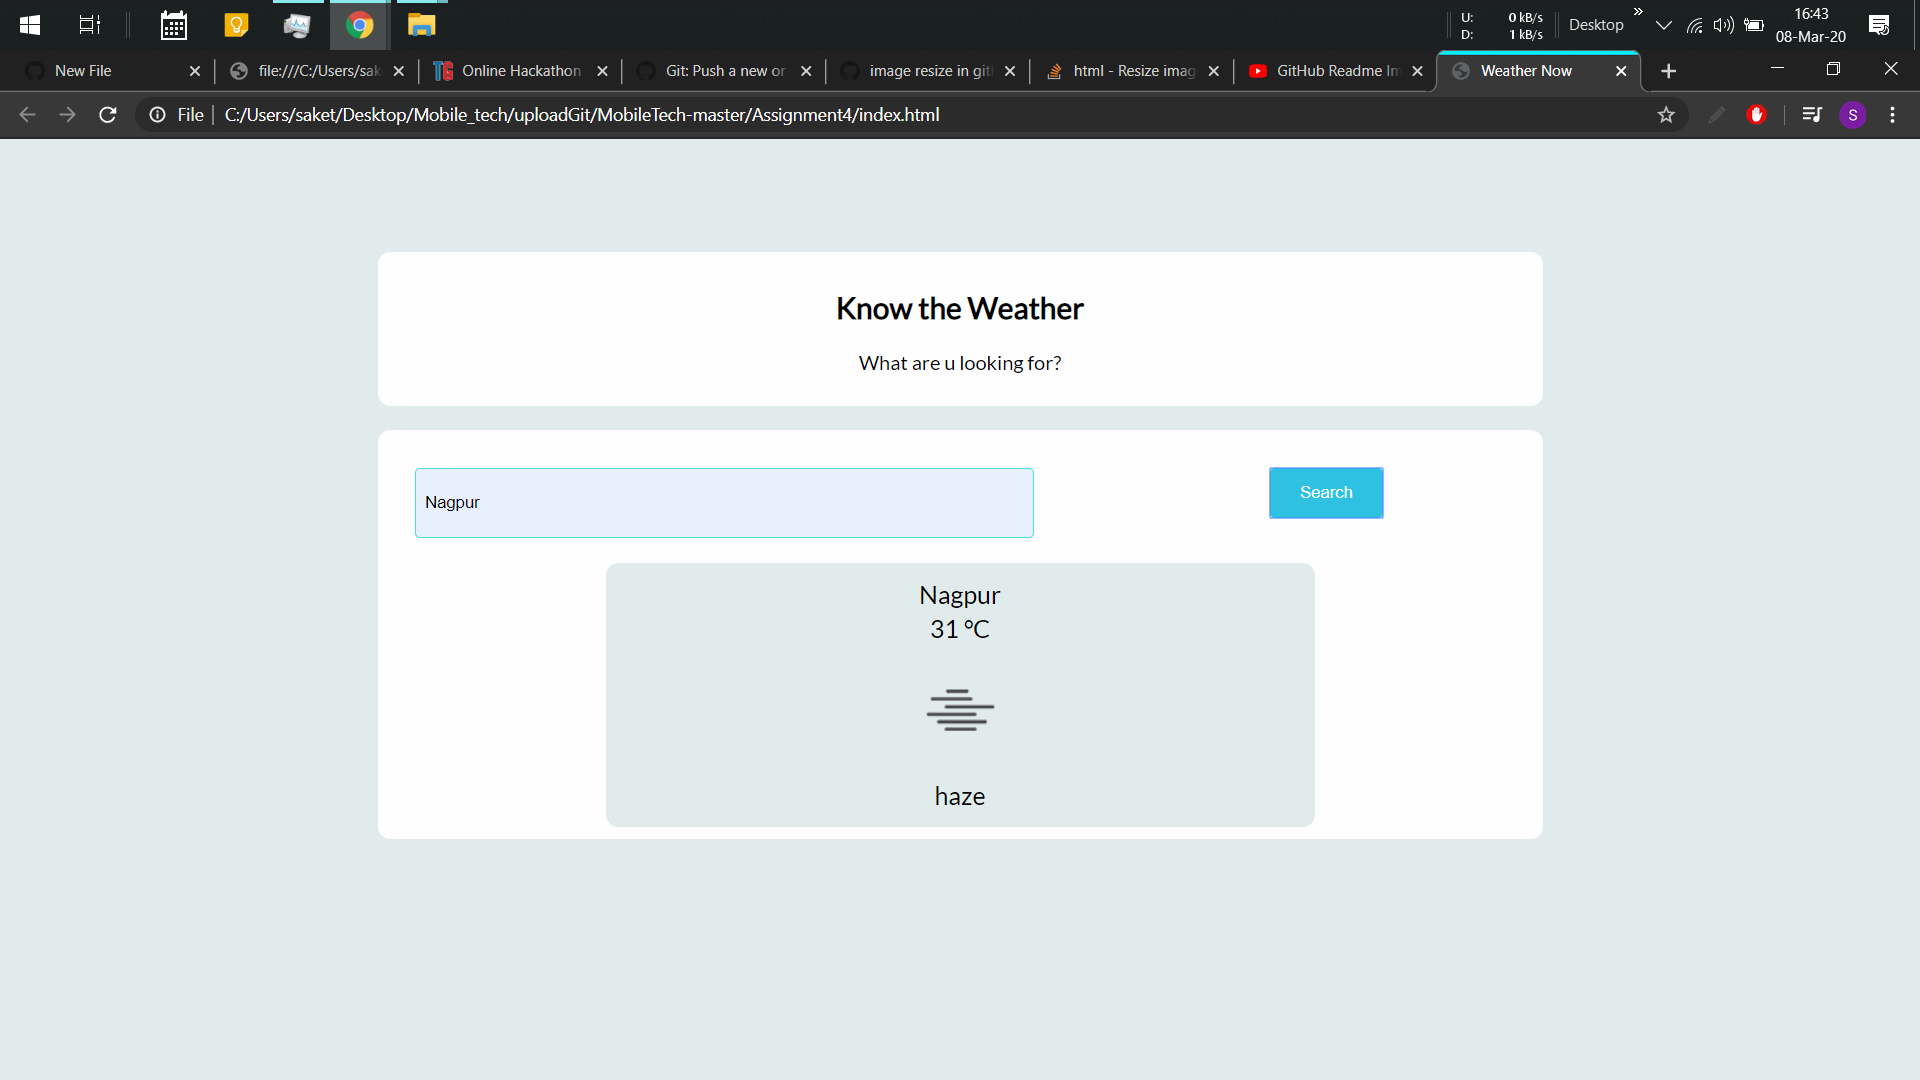 U: 0 kB/s
D: 1 kB/s
Desktop
16:43
08-Mar-20
New File
file:///C:/Users/sak
Online Hackathon
Git: Push a new or
image resize in git
html - Resize imag
GitHub Readme Im
Weather Now
File
C:/Users/saket/Desktop/Mobile_tech/uploadGit/MobileTech-master/Assignment4/index.html
S
Know the Weather
What are u looking for?
Nagpur
Search
Nagpur
31 °C
haze